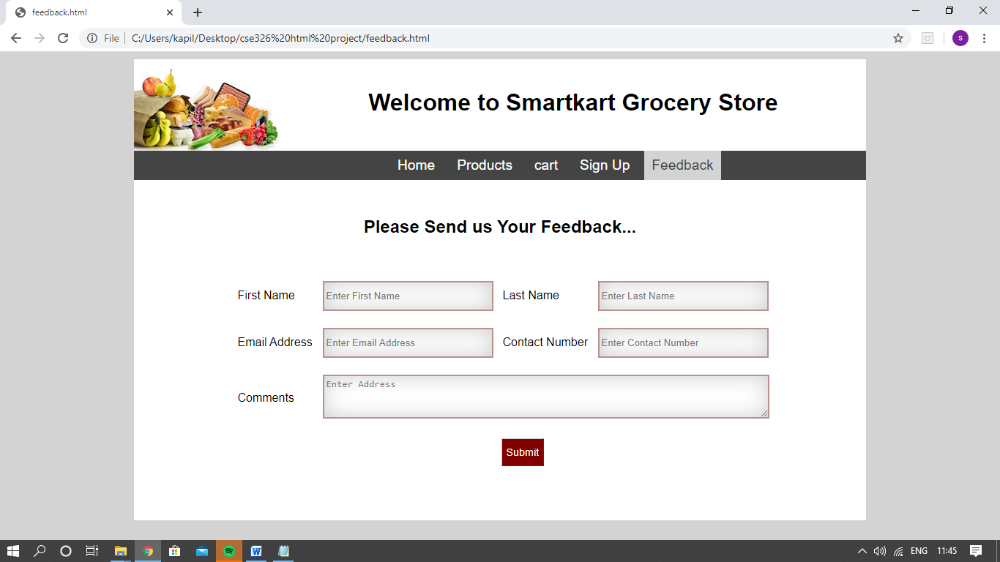 feedback.html
File C:/Users/kapil/Desktop/cse326%20html%20project/feedback.html
s
Welcome to Smartkart Grocery Store
Home Products cart Sign Up Feedback
Please Send us Your Feedback...
First Name Enter First Name Last Name Enter Last Name
Email Address Enter Email Address Contact Number Enter Contact Number
Comments Enter Address
Submit
W ENG 11:45